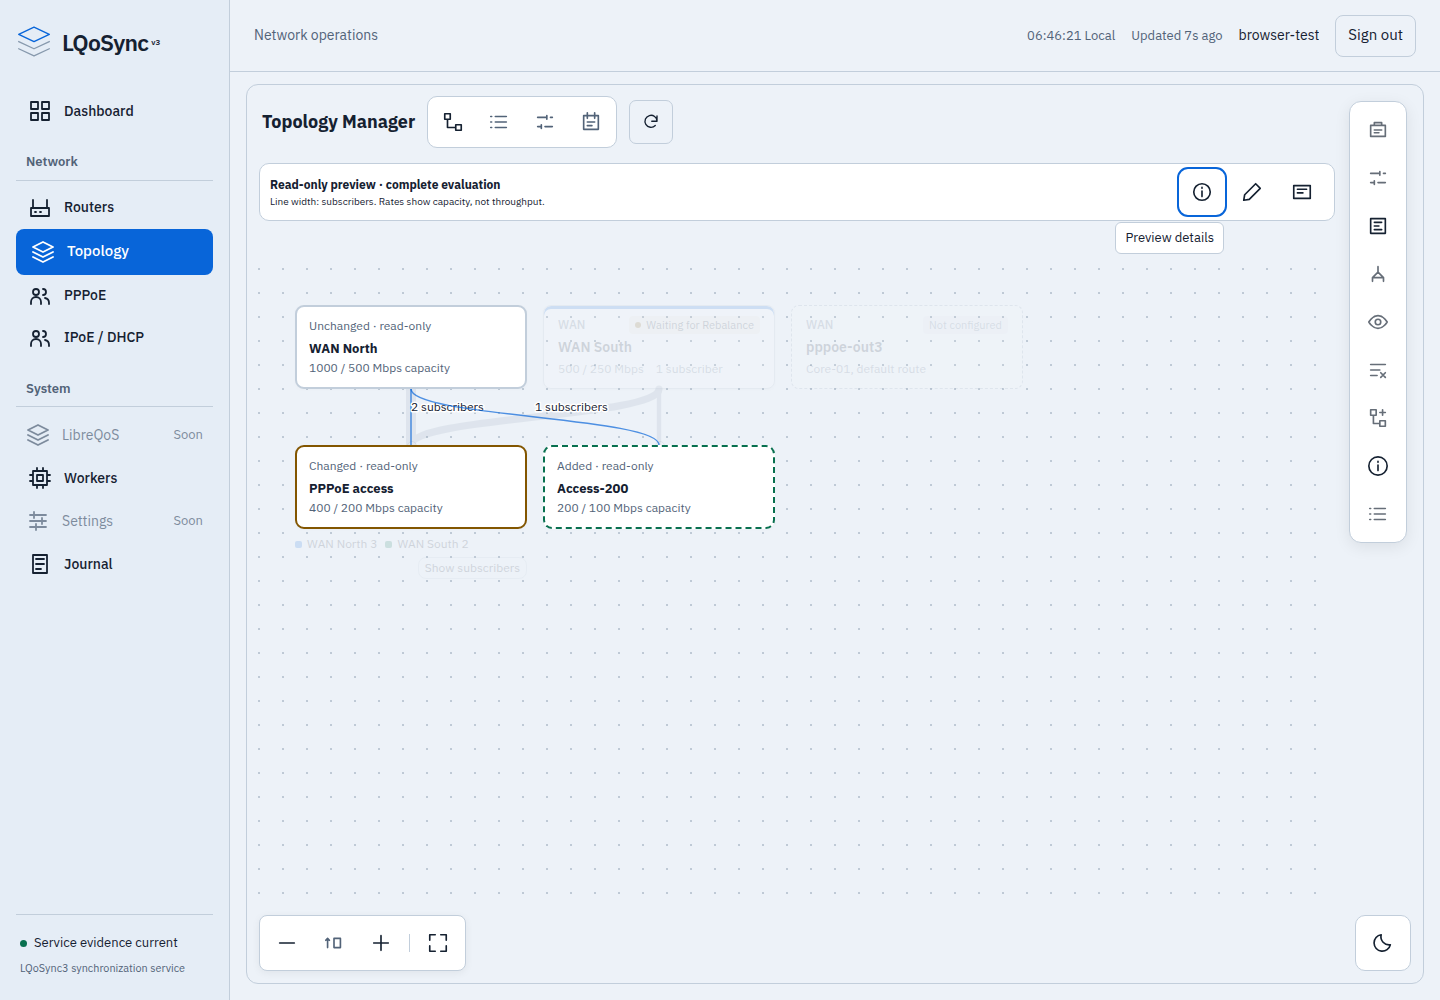 LQoSync v3
Network operations
06:46:21 Local
Updated 7s ago
browser-test
Sign out
Dashboard
Network
Routers
Topology
PPPoE
IPoE / DHCP
System
LibreQoS
Soon
Workers
Settings
Soon
Journal
Service evidence current
LQoSync3 synchronization service
Topology Manager
Read-only preview · complete evaluation
Line width: subscribers. Rates show capacity, not throughput.
Preview details
Unchanged · read-only
WAN North
1000 / 500 Mbps capacity
WAN
Waiting for Rebalance
WAN South
500 / 250 Mbps
1 subscriber
WAN
Not configured
pppoe-out3
Core-01, default route
2 subscribers
1 subscribers
Changed · read-only
PPPoE access
400 / 200 Mbps capacity
Added · read-only
Access-200
200 / 100 Mbps capacity
WAN North 3
WAN South 2
Show subscribers